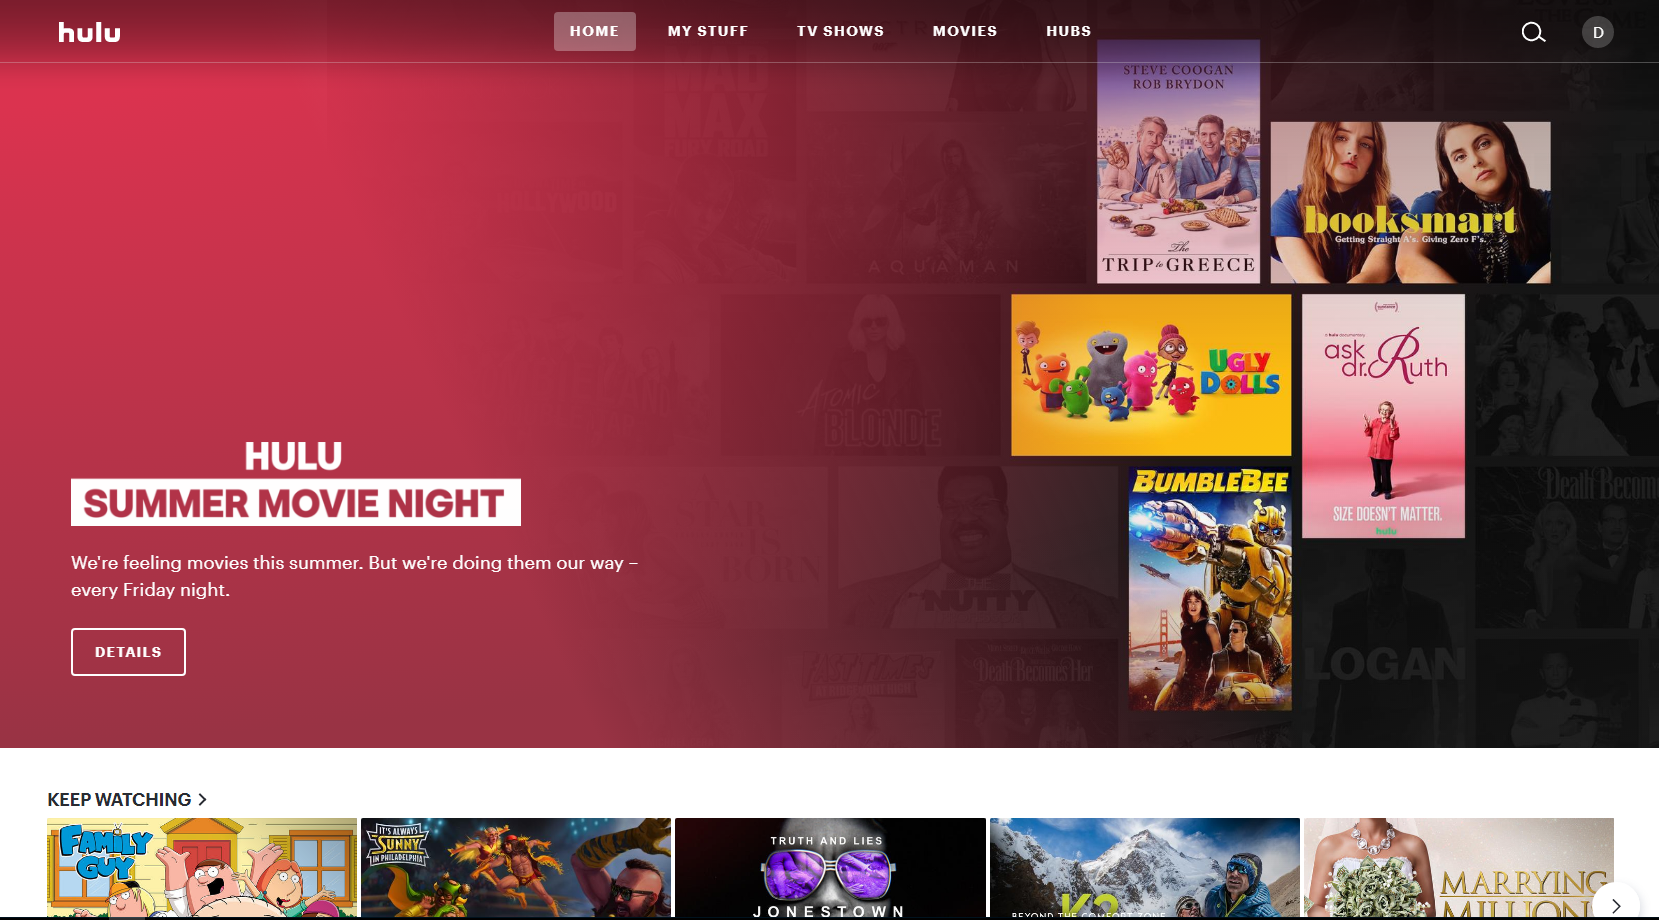 hulu
HOME
MY STUFF
TV SHOWS
MOVIES
HUBS
D
MAD
MAX
FURY ROAD
STEVE COOGAN
ROB BRYDON
The
TRIP to GREECE
booksmart
Getting Straight A's. Giving Zero F's.
HOLLYWOOD
AQUAMAN
ATOMIC
BLONDE
UGLY
DOLLS
ask
dr. Ruth
SIZE DOESN'T MATTER.
hulu
BUMBLEBEE
Death Become
THE
NUTTY
BORN
LOGAN
FAST TIMES
Death Becomes Her
HULU
SUMMER MOVIE NIGHT
We're feeling movies this summer. But we're doing them our way –
every Friday night.
DETAILS
KEEP WATCHING
FAMILY
GUY
IT'S ALWAYS
SUNNY
IN PHILADELPHIA
TRUTH AND LIES
JONESTOWN
K2
BEYOND THE COMFORT ZONE
MARRYING
MILLIONS